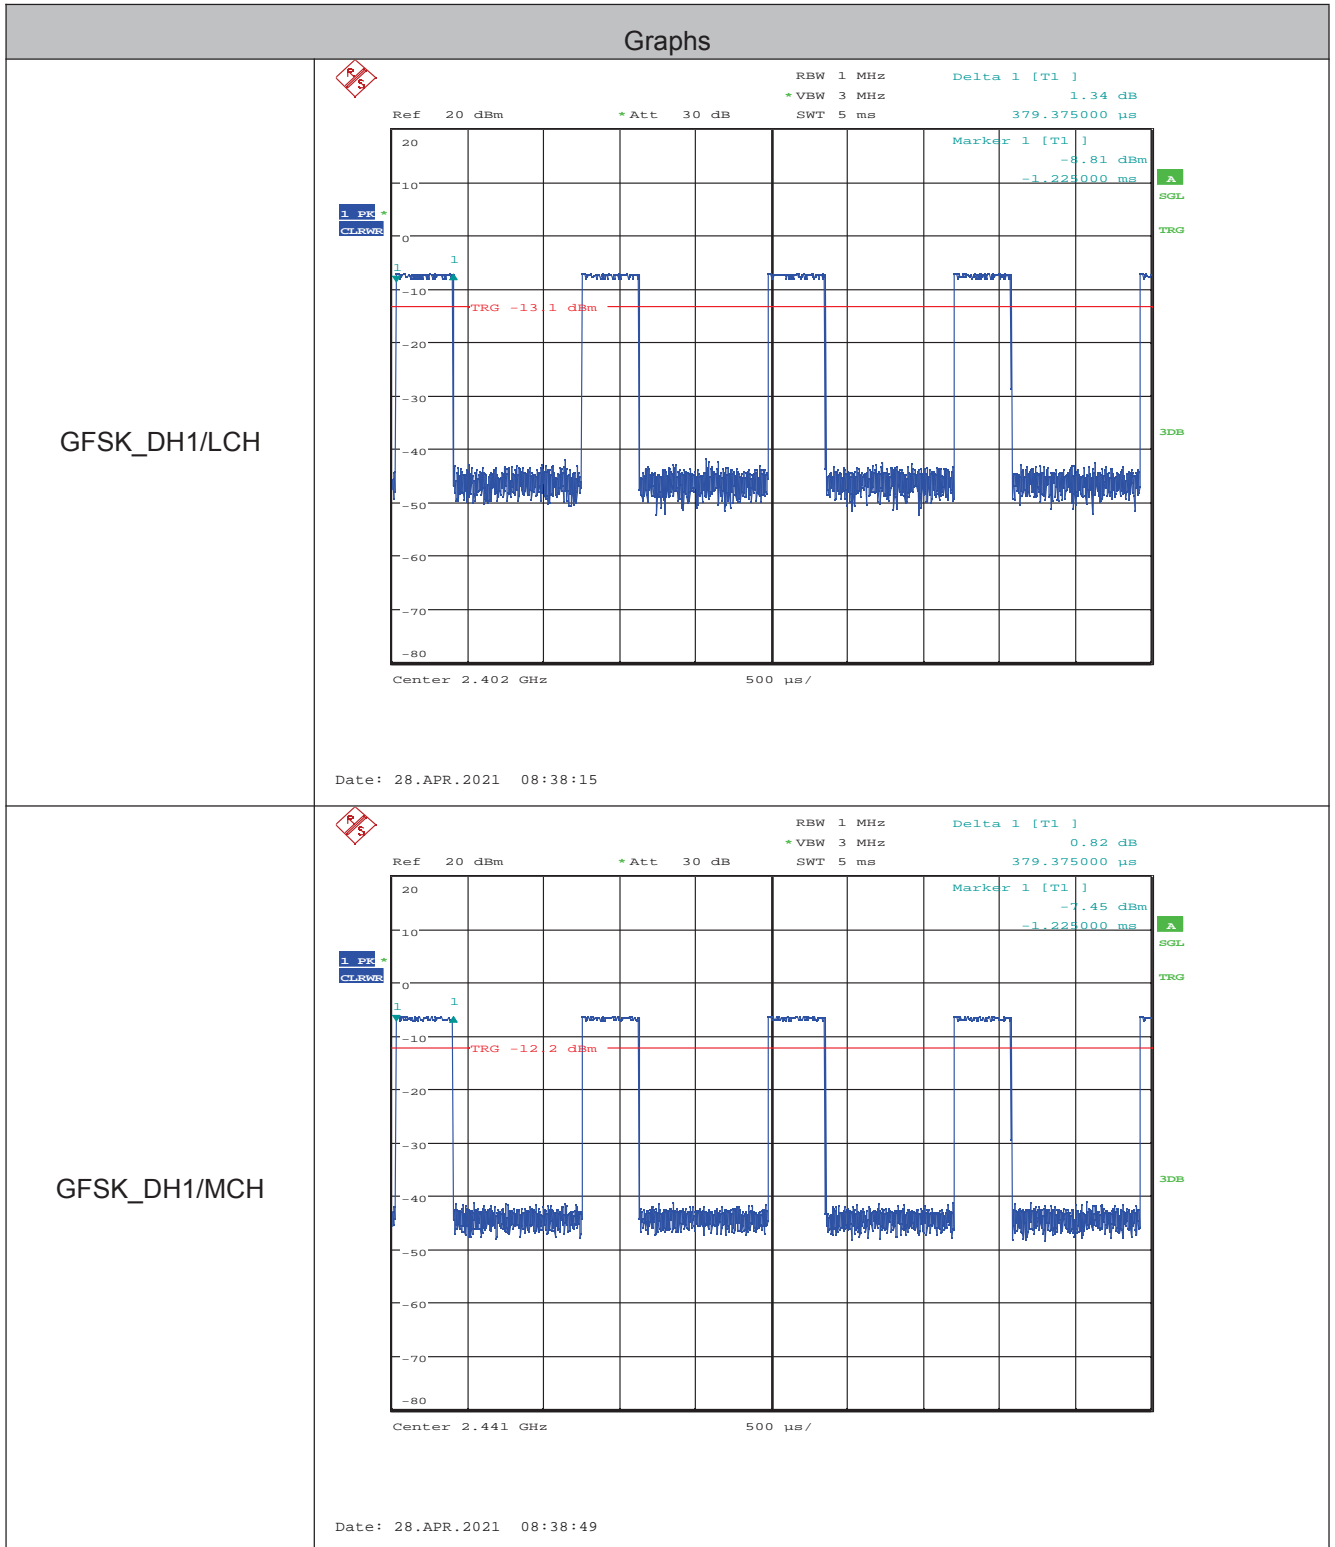 Graphs
GFSK_DH1/LCH
R S
RBW 1 MHz Delta 1 [T1 ]
*VBW 3 MHz 1.34 dB
Ref 20 dBm *Att 30 dB SWT 5 ms 379.375000 µs
20 Marker 1 [T1 ]
-8.81 dBm
-1.225000 ms A
10
SGL
1 PK *
CLRWR TRG
0
1 1
-10
TRG -13.1 dBm
-20
-30
3DB
-40
-50
-60
-70
-80
Center 2.402 GHz 500 µs/
Date: 28.APR.2021 08:38:15
GFSK_DH1/MCH
R S
RBW 1 MHz Delta 1 [T1 ]
*VBW 3 MHz 0.82 dB
Ref 20 dBm *Att 30 dB SWT 5 ms 379.375000 µs
20 Marker 1 [T1 ]
-7.45 dBm
-1.225000 ms A
10
SGL
1 PK *
CLRWR TRG
0
1 1
-10
TRG -12.2 dBm
-20
-30
3DB
-40
-50
-60
-70
-80
Center 2.441 GHz 500 µs/
Date: 28.APR.2021 08:38:49